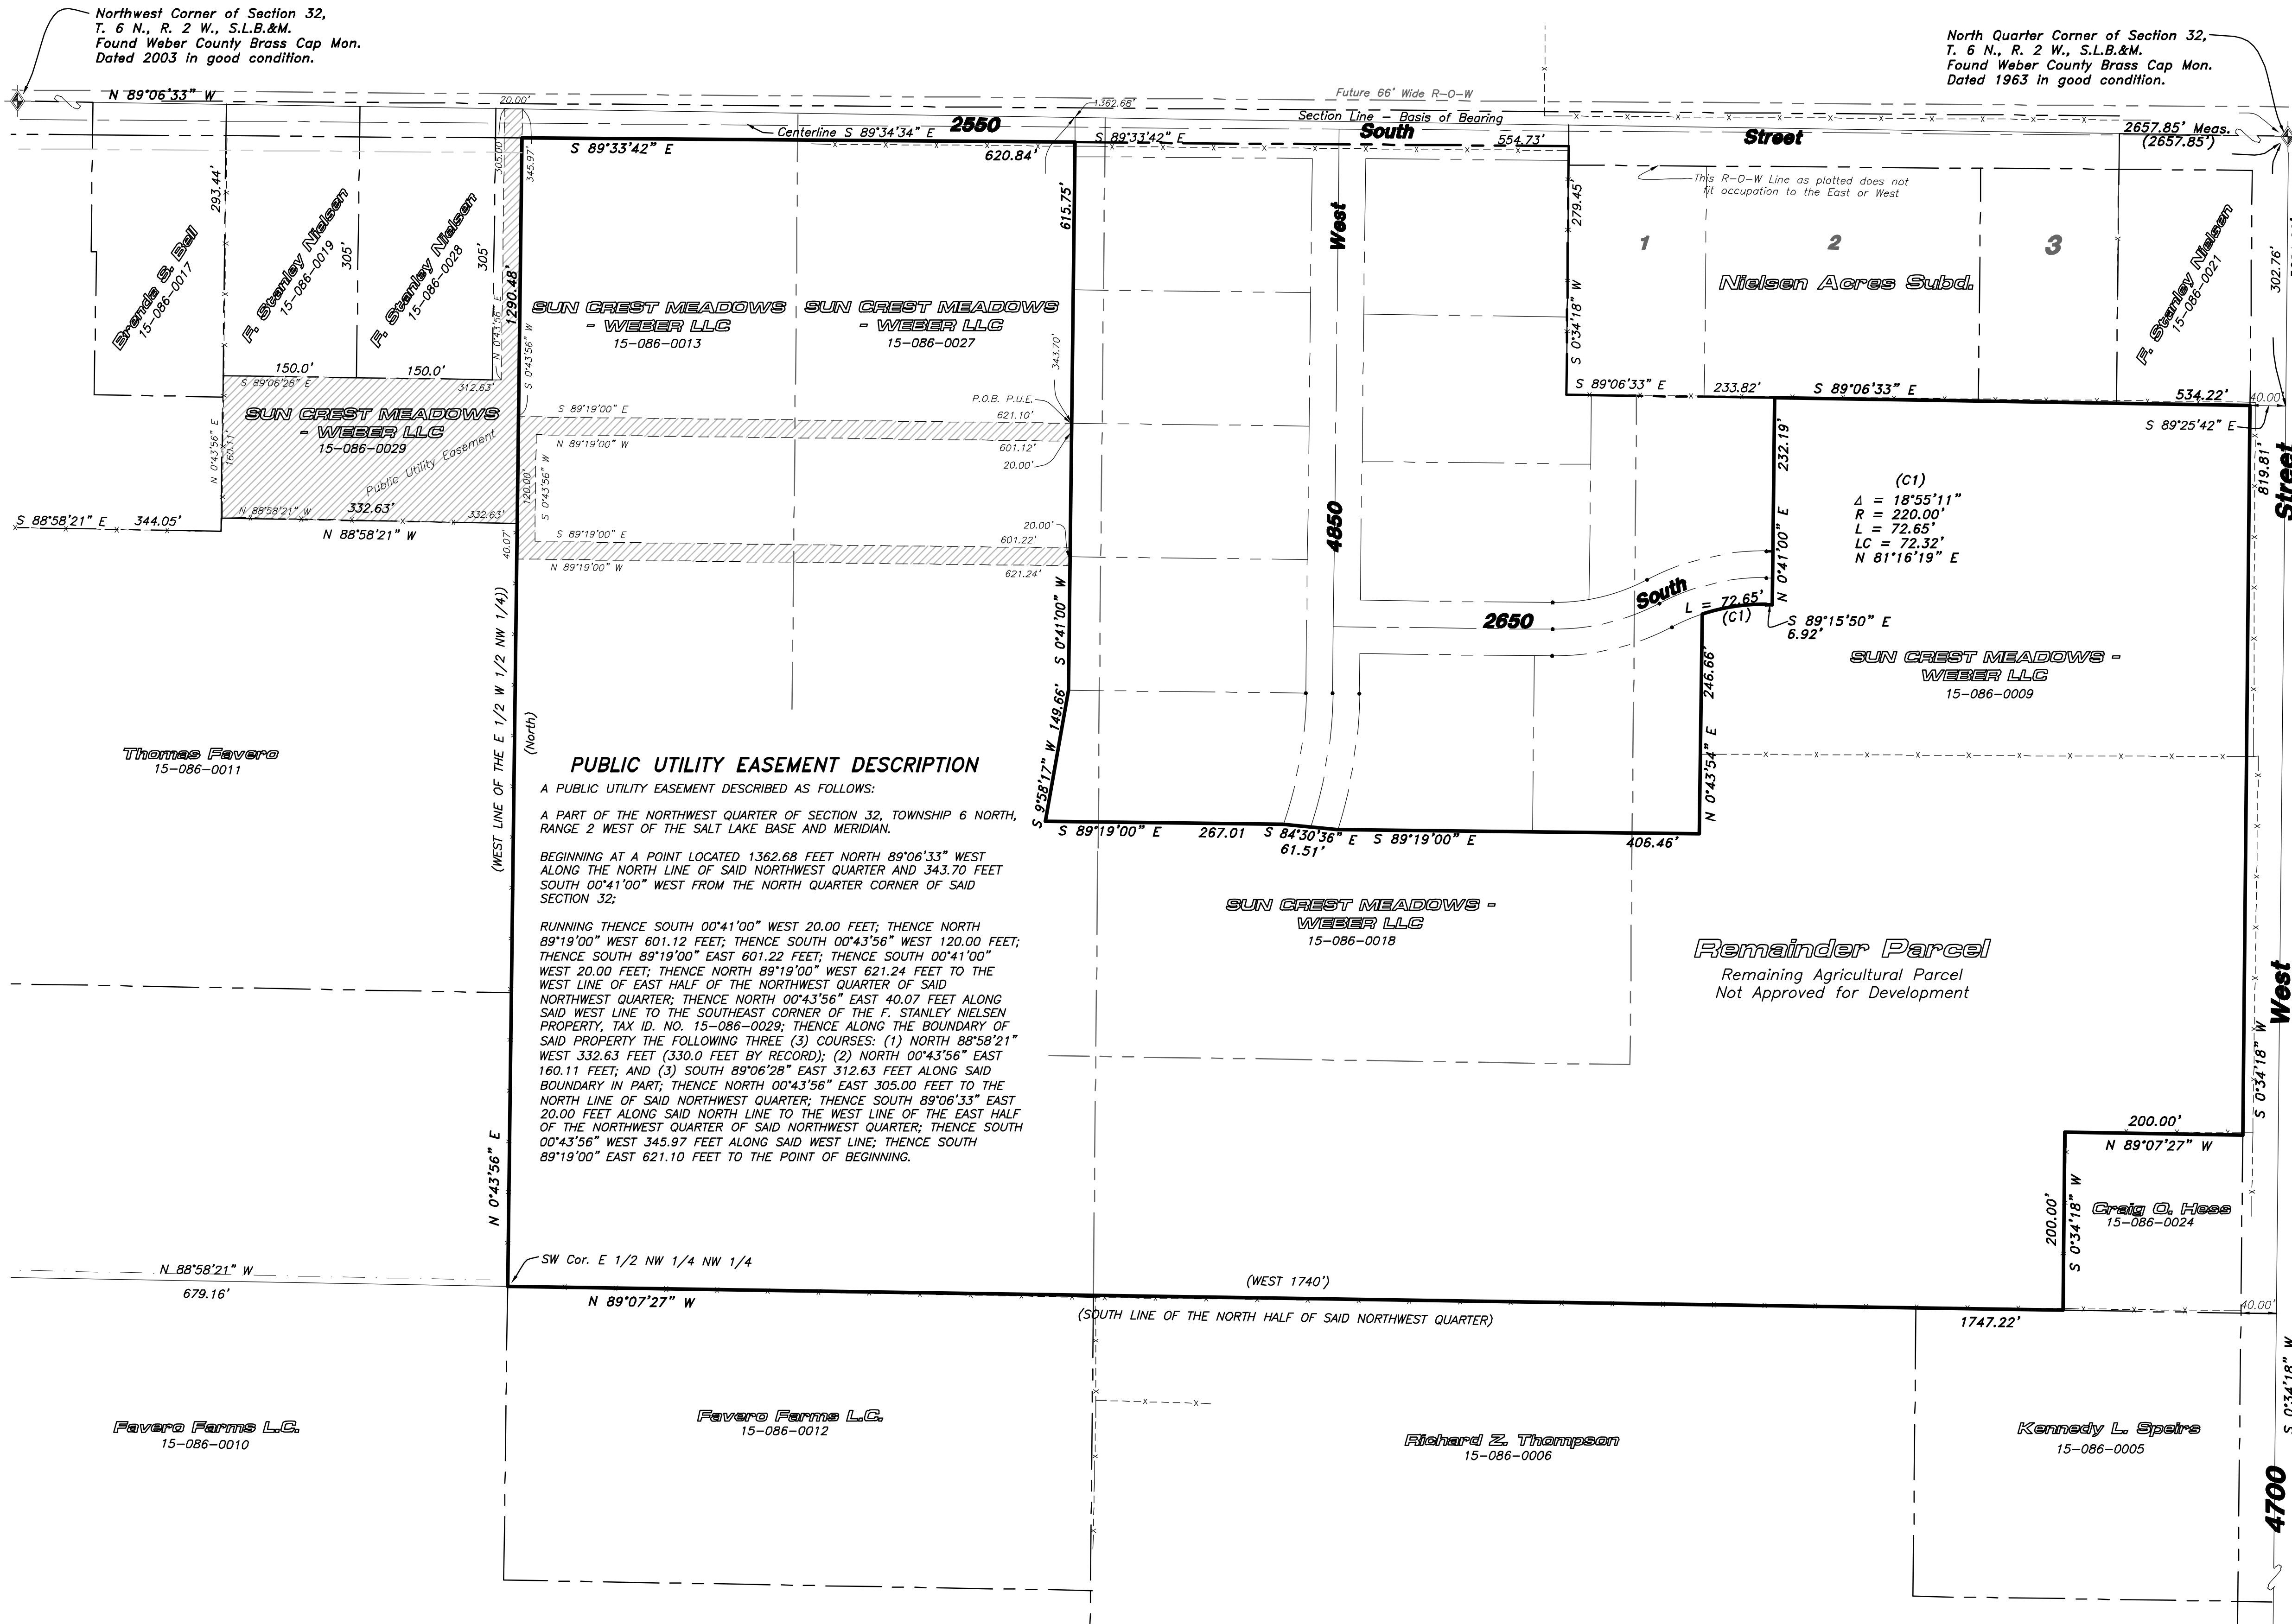 Northwest Corner of Section 32,
T. 6 N., R. 2 W., S.L.B.&M.
Found Weber County Brass Cap Mon.
Dated 2003 in good condition.
North Quarter Corner of Section 32,
T. 6 N., R. 2 W., S.L.B.&M.
Found Weber County Brass Cap Mon.
Dated 1963 in good condition.
N 89°06'33" W
20.00'
1362.68'
Future 66' Wide R-O-W
Section Line - Basis of Bearing
Centerline S 89°34'34" E
2550
South
Street
2657.85' Meas.
(2657.85')
S 89°33'42" E
620.84'
S 89°33'42" E
554.73'
This R-O-W Line as platted does not
fit occupation to the East or West
293.44'
305.00'
345.97'
615.75'
West
279.45'
S 0°34'18" W
1
2
3
Nielsen Acres Subd.
302.76'
Brenda S. Bell
15-086-0017
F. Stanley Nielsen
15-086-0019
305'
F. Stanley Nielsen
15-086-0028
305'
N 0°43'56" E
1290.48'
S 0°43'56" W
SUN CREST MEADOWS
- WEBER LLC
15-086-0013
SUN CREST MEADOWS
- WEBER LLC
15-086-0027
343.70'
F. Stanley Nielsen
15-086-0021
150.0'
150.0'
S 89°06'28" E
312.63'
SUN CREST MEADOWS
- WEBER LLC
15-086-0029
Public Utility Easement
N 0°43'56" E
160.11'
N 88°58'21" W
332.63'
332.63'
N 88°58'21" W
S 88°58'21" E 344.05'
P.O.B. P.U.E.
S 89°19'00" E
621.10'
N 89°19'00" W
601.12'
20.00'
120.00'
S 0°43'56" W
20.00'
S 89°19'00" E
601.22'
40.07'
N 89°19'00" W
621.24'
S 89°06'33" E
233.82'
S 89°06'33" E
534.22'
40.00'
S 89°25'42" E
819.81'
Street
232.19'
N 0°41'00" E
(C1)
Δ = 18°55'11"
R = 220.00'
L = 72.65'
LC = 72.32'
N 81°16'19" E
4850
2650
South
L = 72.65'
(C1)
S 89°15'50" E
6.92'
S 0°41'00" W
246.66'
N 0°43'54" E
SUN CREST MEADOWS -
WEBER LLC
15-086-0009
149.66'
S 9°58'17" W
S 89°19'00" E
267.01
S 84°30'36" E
61.51'
S 89°19'00" E
406.46'
(WEST LINE OF THE E 1/2 W 1/2 NW 1/4))
(North)
Thomas Favero
15-086-0011
PUBLIC UTILITY EASEMENT DESCRIPTION
A PUBLIC UTILITY EASEMENT DESCRIBED AS FOLLOWS:
A PART OF THE NORTHWEST QUARTER OF SECTION 32, TOWNSHIP 6 NORTH,
RANGE 2 WEST OF THE SALT LAKE BASE AND MERIDIAN.
BEGINNING AT A POINT LOCATED 1362.68 FEET NORTH 89°06'33" WEST
ALONG THE NORTH LINE OF SAID NORTHWEST QUARTER AND 343.70 FEET
SOUTH 00°41'00" WEST FROM THE NORTH QUARTER CORNER OF SAID
SECTION 32;
RUNNING THENCE SOUTH 00°41'00" WEST 20.00 FEET; THENCE NORTH
89°19'00" WEST 601.12 FEET; THENCE SOUTH 00°43'56" WEST 120.00 FEET;
THENCE SOUTH 89°19'00" EAST 601.22 FEET; THENCE SOUTH 00°41'00"
WEST 20.00 FEET; THENCE NORTH 89°19'00" WEST 621.24 FEET TO THE
WEST LINE OF EAST HALF OF THE NORTHWEST QUARTER OF SAID
NORTHWEST QUARTER; THENCE NORTH 00°43'56" EAST 40.07 FEET ALONG
SAID WEST LINE TO THE SOUTHEAST CORNER OF THE F. STANLEY NIELSEN
PROPERTY, TAX ID. NO. 15-086-0029; THENCE ALONG THE BOUNDARY OF
SAID PROPERTY THE FOLLOWING THREE (3) COURSES: (1) NORTH 88°58'21"
WEST 332.63 FEET (330.0 FEET BY RECORD); (2) NORTH 00°43'56" EAST
160.11 FEET; AND (3) SOUTH 89°06'28" EAST 312.63 FEET ALONG SAID
BOUNDARY IN PART; THENCE NORTH 00°43'56" EAST 305.00 FEET TO THE
NORTH LINE OF SAID NORTHWEST QUARTER; THENCE SOUTH 89°06'33" EAST
20.00 FEET ALONG SAID NORTH LINE TO THE WEST LINE OF THE EAST HALF
OF THE NORTHWEST QUARTER OF SAID NORTHWEST QUARTER; THENCE SOUTH
00°43'56" WEST 345.97 FEET ALONG SAID WEST LINE; THENCE SOUTH
89°19'00" EAST 621.10 FEET TO THE POINT OF BEGINNING.
SUN CREST MEADOWS -
WEBER LLC
15-086-0018
Remainder Parcel
Remaining Agricultural Parcel
Not Approved for Development
West
S 0°34'18" W
200.00'
N 89°07'27" W
200.00'
S 0°34'18" W
Craig O. Hess
15-086-0024
N 0°43'56" E
SW Cor. E 1/2 NW 1/4 NW 1/4
N 88°58'21" W
679.16'
N 89°07'27" W
(WEST 1740')
(SOUTH LINE OF THE NORTH HALF OF SAID NORTHWEST QUARTER)
1747.22'
40.00'
S 0°34'18" W
Favero Farms L.C.
15-086-0010
Favero Farms L.C.
15-086-0012
Richard Z. Thompson
15-086-0006
Kennedy L. Speirs
15-086-0005
4700